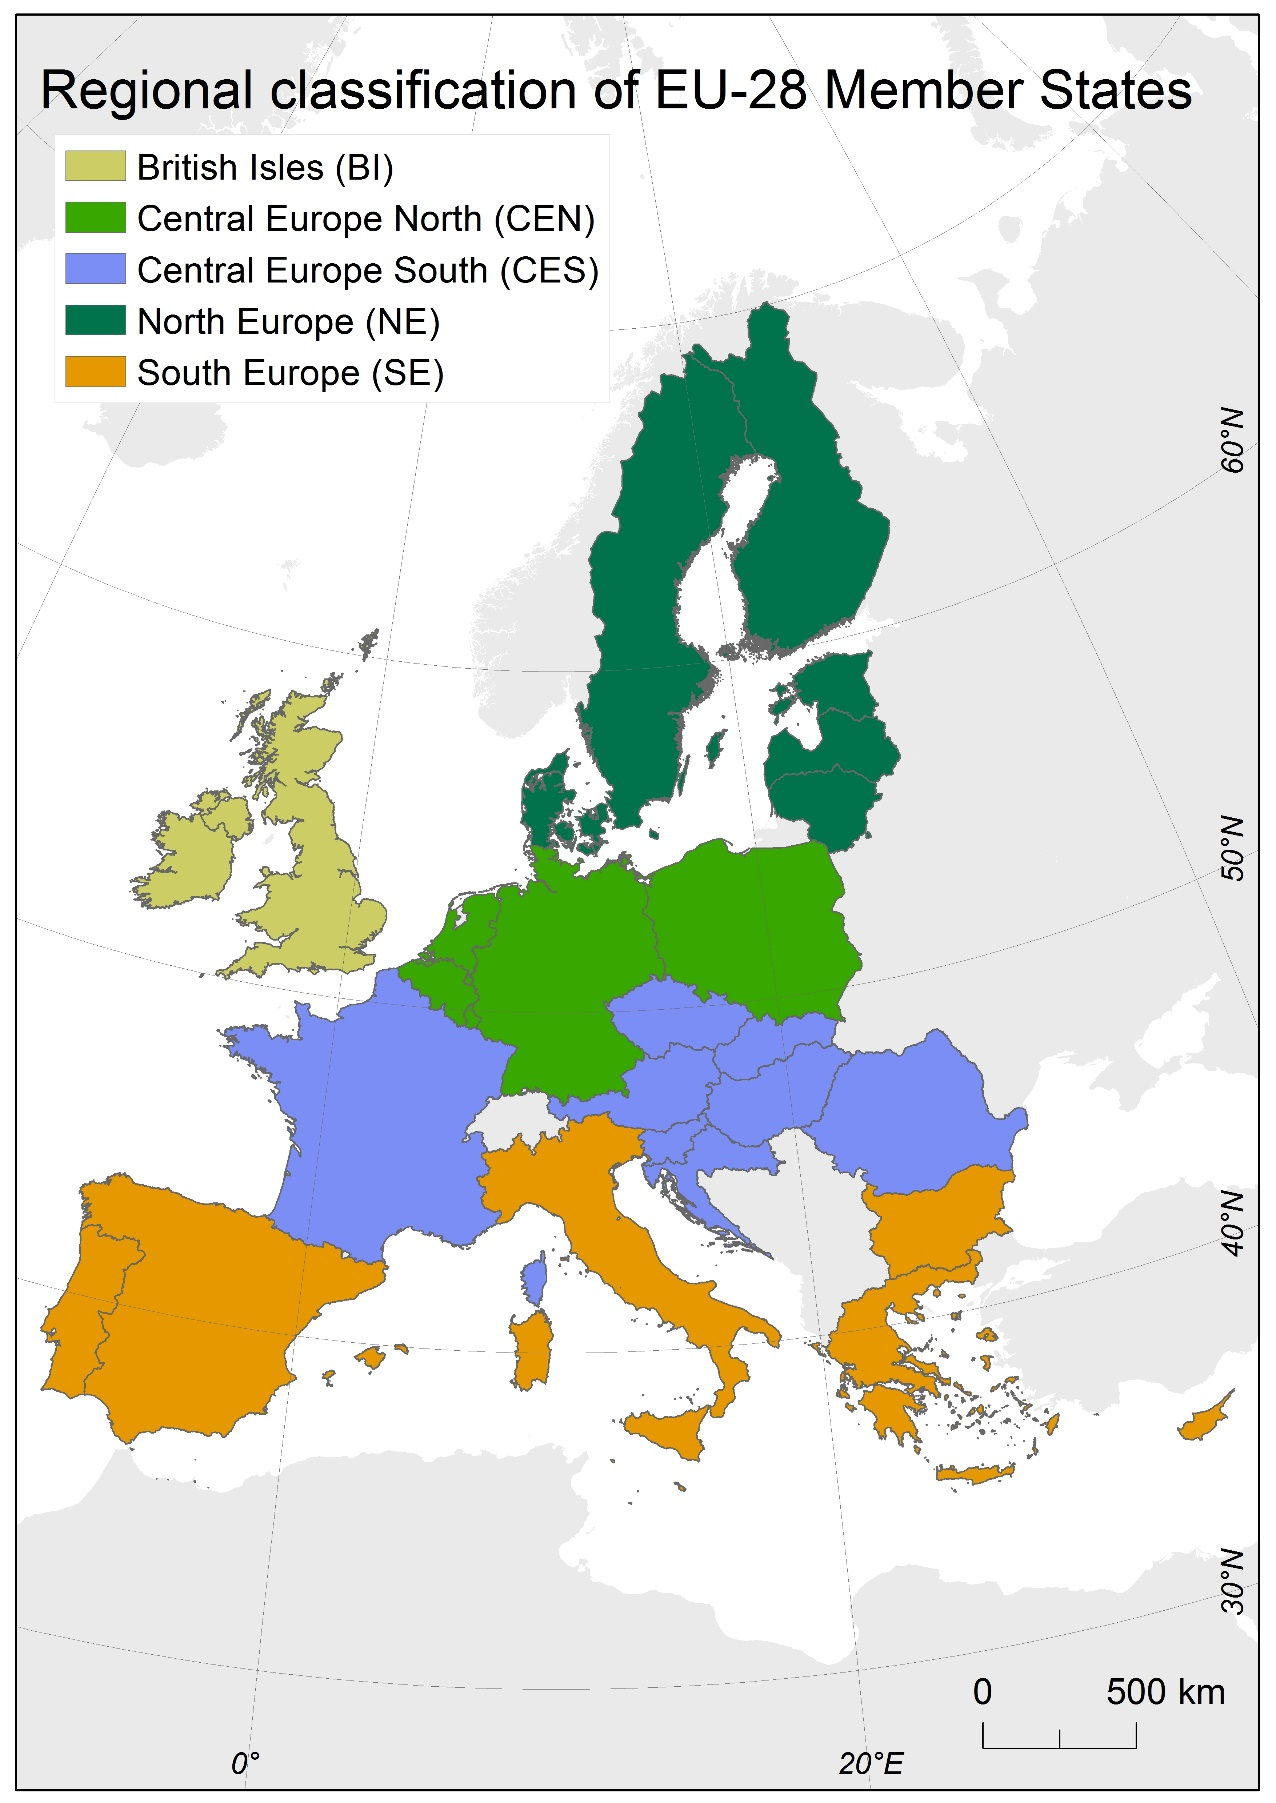 Regional classification of EU-28 Member States
British Isles (BI)
Central Europe North (CEN)
Central Europe South (CES)
North Europe (NE)
South Europe (SE)
60°N
50°N
40°N
30°N
0 500 km
0° 20°E